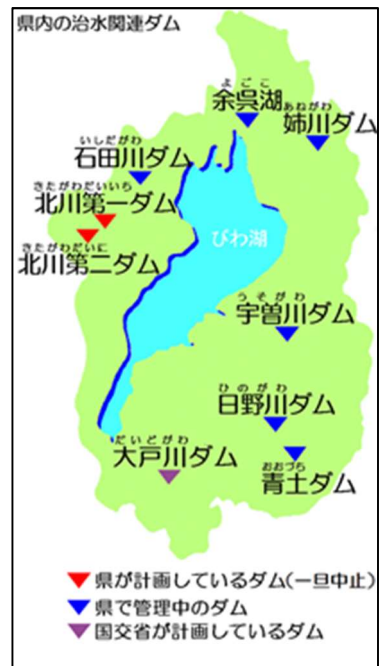 県内の治水関連ダム
よごこ
余呉湖
あねがわ
姉川ダム
いしだがわ
石田川ダム
きたがわだいいち
北川第一ダム
きたがわだいに
北川第二ダム
びわ湖
うそがわ
宇曽川ダム
ひのがわ
日野川ダム
だいどがわ
大戸川ダム
おおづち
青土ダム
県が計画しているダム(一旦中止)
県で管理中のダム
国交省が計画しているダム